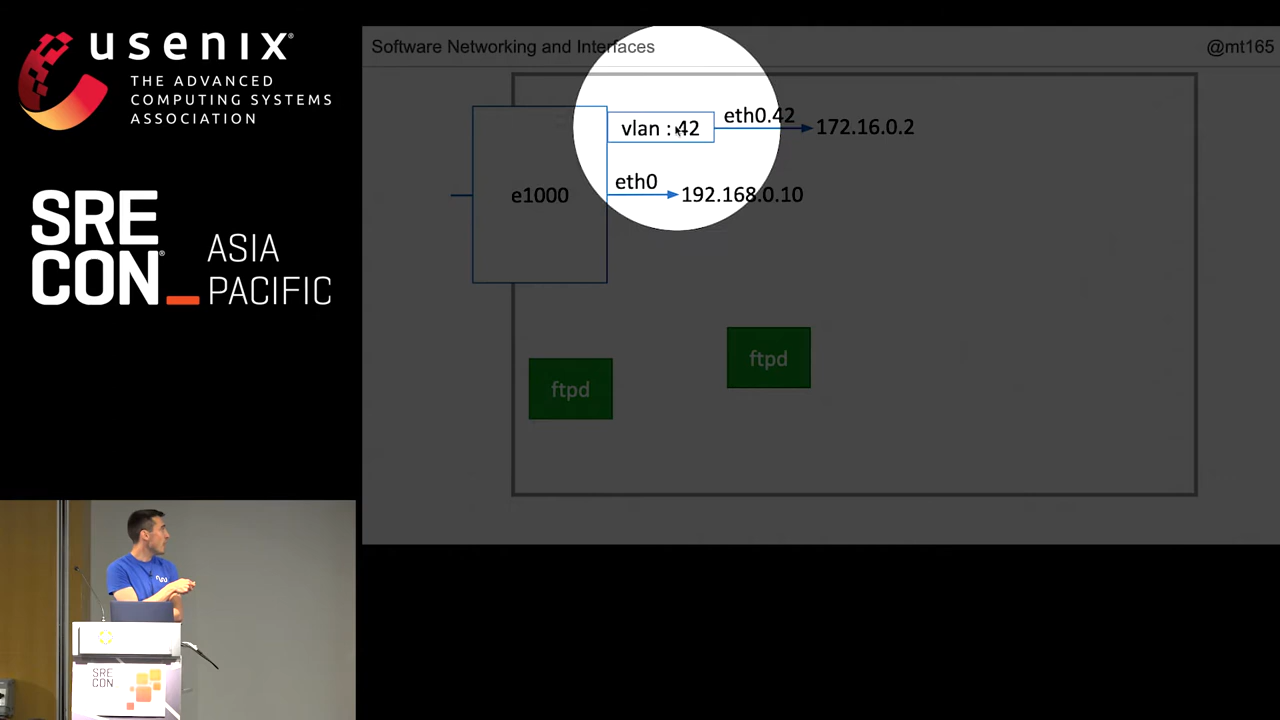 usenix
THE ADVANCED
COMPUTING SYSTEMS
ASSOCIATION
SRE
CON
ASIA
PACIFIC
Software Networking and Interfaces
@mt165
vlan : 42
eth0.42
172.16.0.2
e1000
eth0
192.168.0.10
ftpd
ftpd
SRE
CON